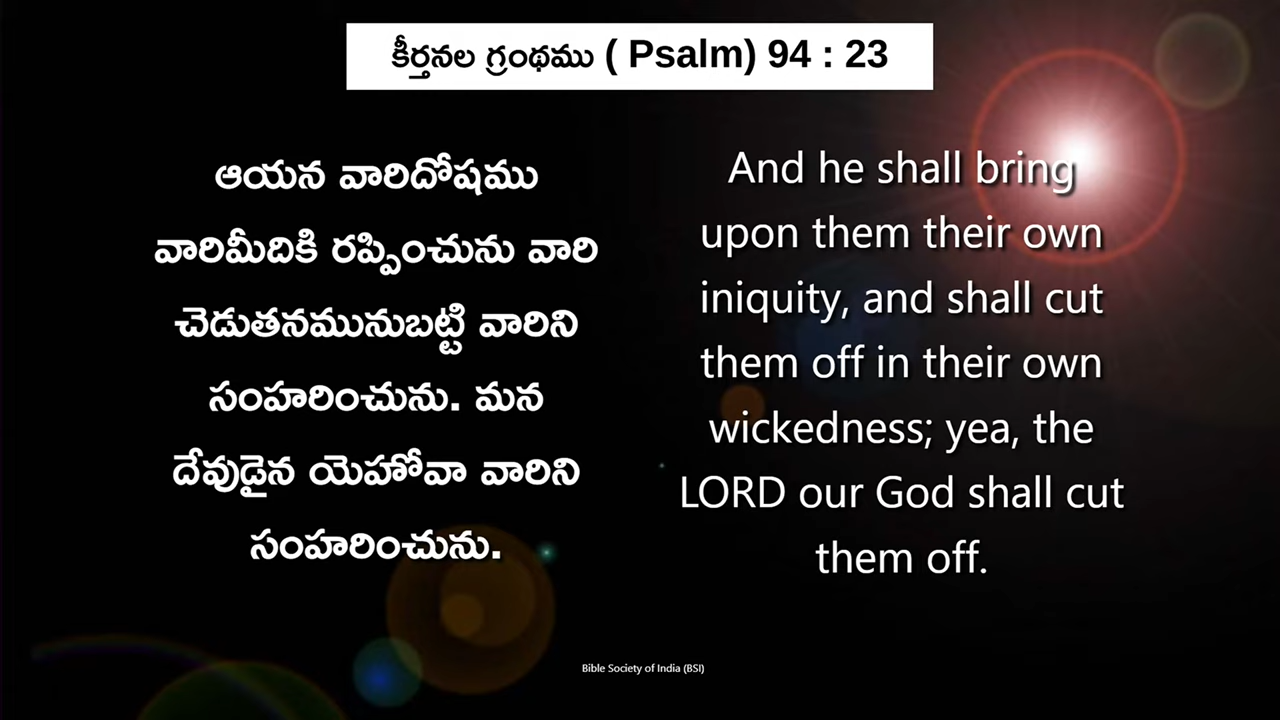 కీర్తనల గ్రంథము ( Psalm) 94 : 23
ఆయన వారిదోషము
వారిమీదికి రప్పించును వారి
చెడుతనమునుబట్టి వారిని
సంహరించును. మన
దేవుడైన యెహోవా వారిని
సంహరించును.
And he shall bring
upon them their own
iniquity, and shall cut
them off in their own
wickedness; yea, the
LORD our God shall cut
them off.
Bible Society of India (BSI)